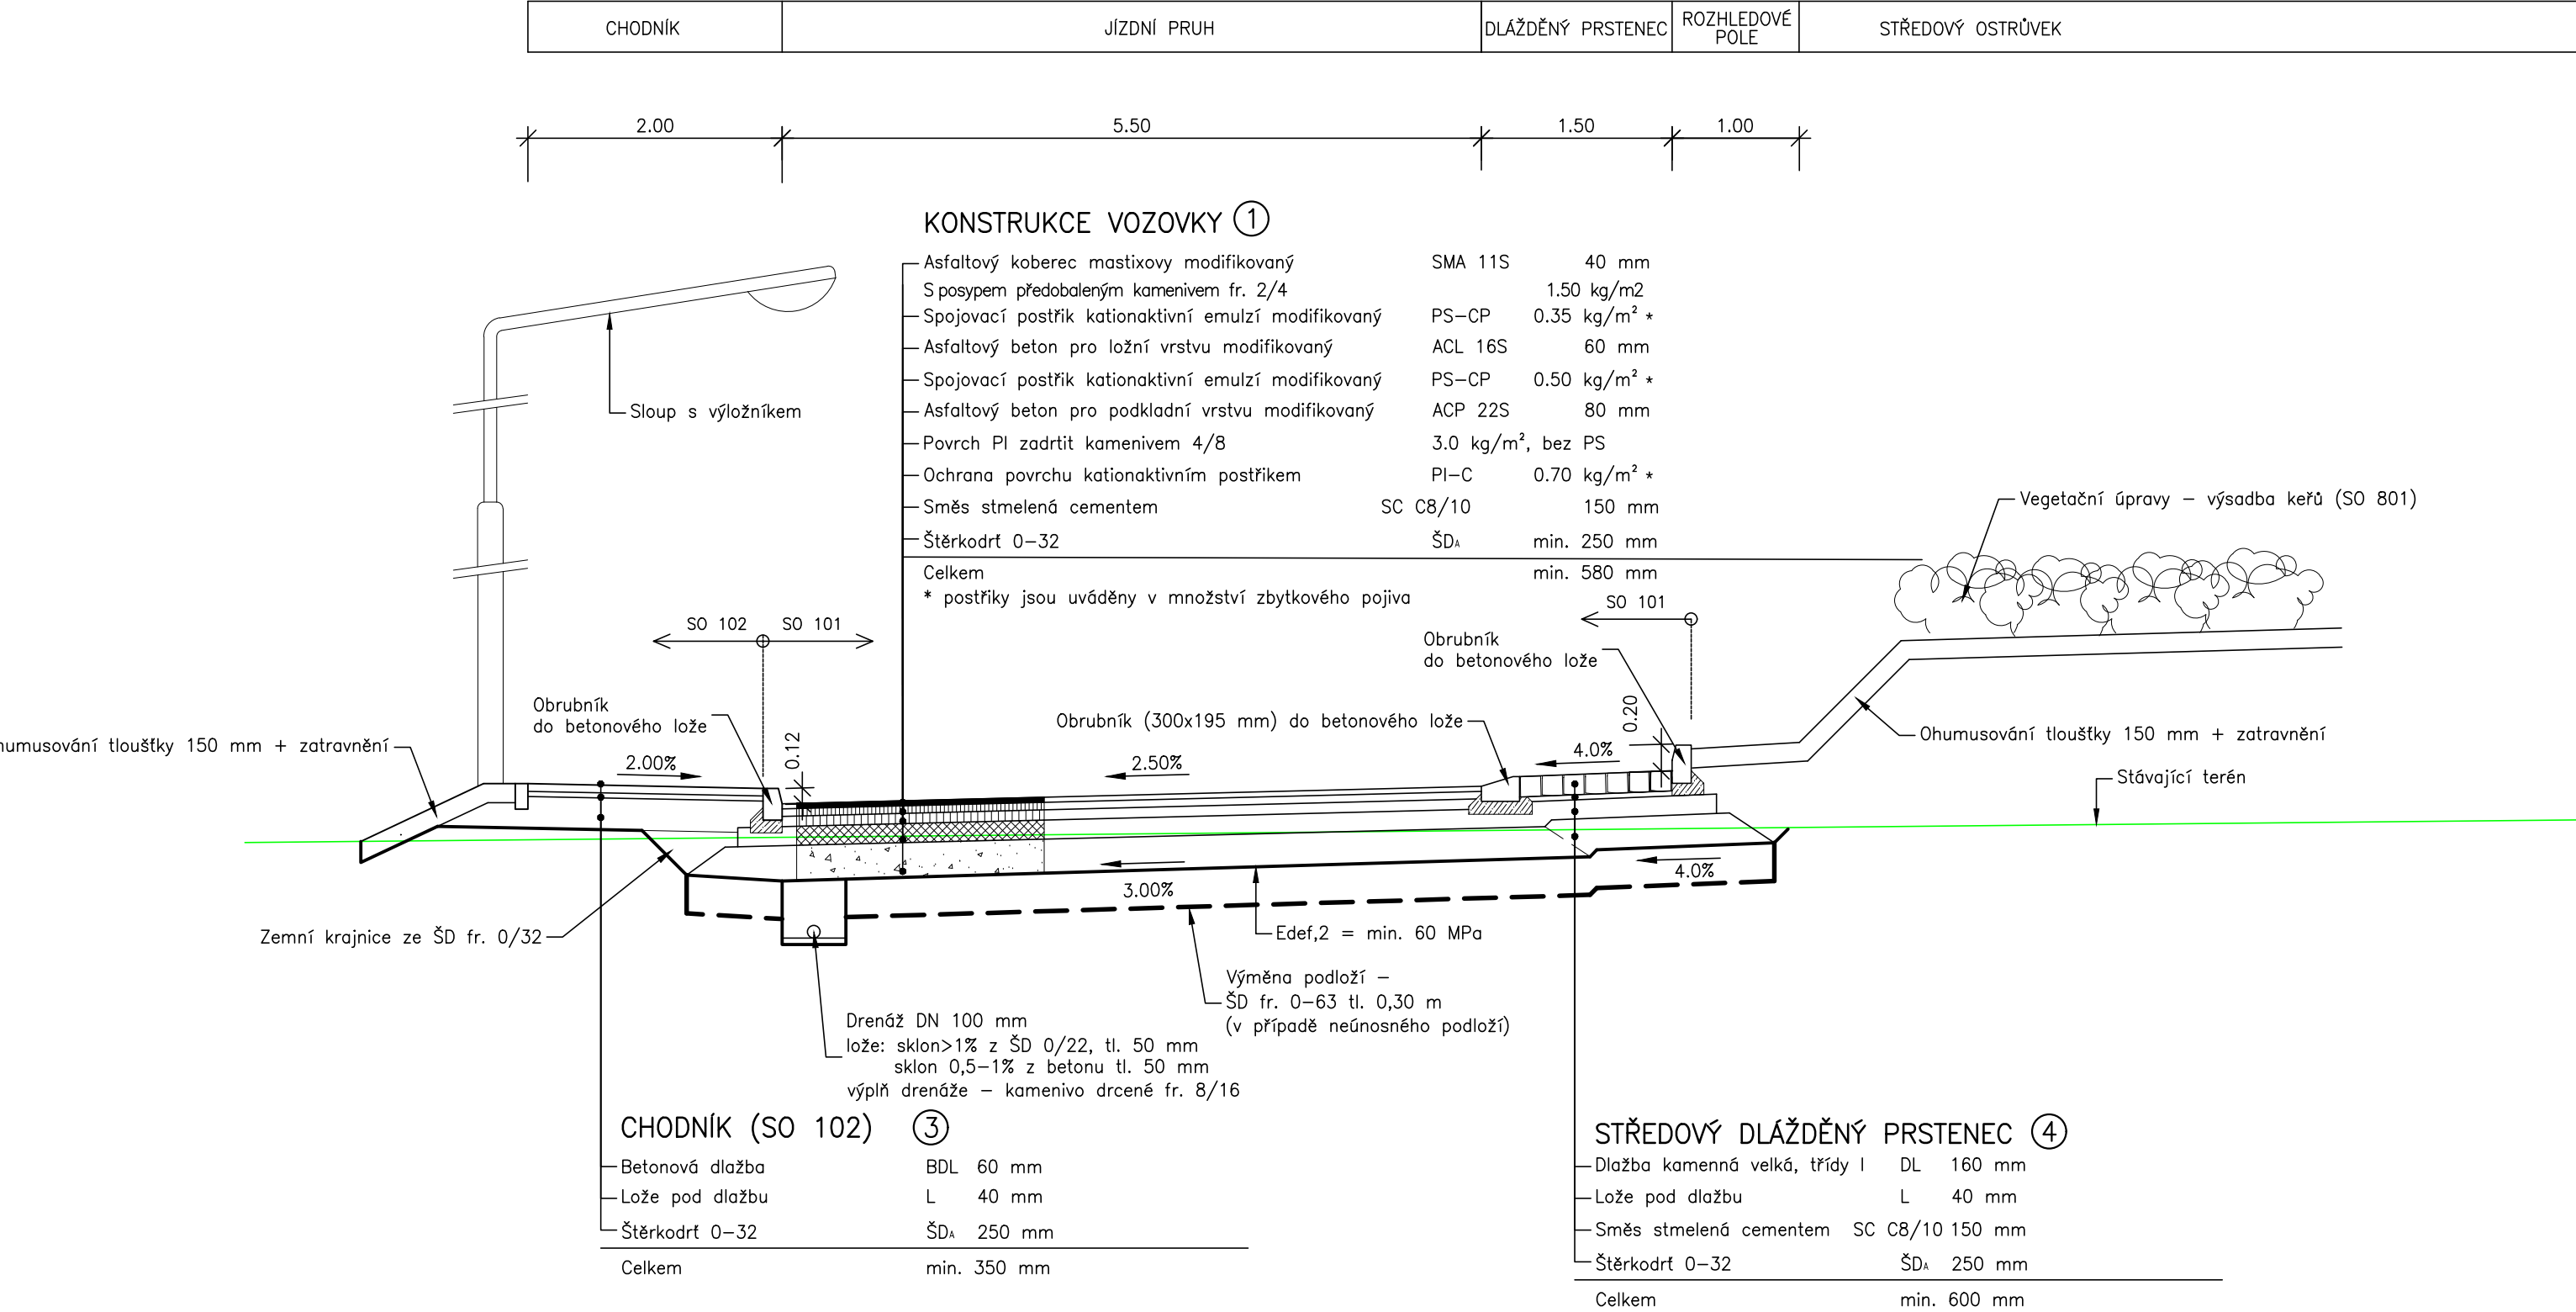 CHODNÍK JÍZDNÍ PRUH DLÁŽDĚNÝ PRSTENEC ROZHLEDOVÉ POLE STŘEDOVÝ OSTRŮVEK
2.00 5.50 1.50 1.00
KONSTRUKCE VOZOVKY 1
Asfaltový koberec mastixovy modifikovaný SMA 11S 40 mm
S posypem předobaleným kamenivem fr. 2/4 1.50 kg/m2
Spojovací postřik kationaktivní emulzí modifikovaný PS-CP 0.35 kg/m² *
Asfaltový beton pro ložní vrstvu modifikovaný ACL 16S 60 mm
Spojovací postřik kationaktivní emulzí modifikovaný PS-CP 0.50 kg/m² *
Asfaltový beton pro podkladní vrstvu modifikovaný ACP 22S 80 mm
Povrch PI zadrtit kamenivem 4/8 3.0 kg/m², bez PS
Ochrana povrchu kationaktivním postřikem PI-C 0.70 kg/m² *
Směs stmelená cementem SC C8/10 150 mm
Štěrkodrť 0-32 ŠDA min. 250 mm
Celkem min. 580 mm
* postřiky jsou uváděny v množství zbytkového pojiva
Sloup s výložníkem
Vegetační úpravy - výsadba keřů (SO 801)
SO 102 SO 101
SO 101
Obrubník
do betonového lože
Obrubník
do betonového lože
Obrubník (300x195 mm) do betonového lože
0.12
0.20
humusování tloušťky 150 mm + zatravnění
Ohumusování tloušťky 150 mm + zatravnění
2.00%
2.50%
4.0%
Stávající terén
3.00%
4.0%
Zemní krajnice ze ŠD fr. 0/32
Edef,2 = min. 60 MPa
Výměna podloží -
ŠD fr. 0-63 tl. 0,30 m
(v případě neúnosného podloží)
Drenáž DN 100 mm
lože: sklon>1% z ŠD 0/22, tl. 50 mm
sklon 0,5-1% z betonu tl. 50 mm
výplň drenáže - kamenivo drcené fr. 8/16
CHODNÍK (SO 102) 3
Betonová dlažba BDL 60 mm
Lože pod dlažbu L 40 mm
Štěrkodrť 0-32 ŠDA 250 mm
Celkem min. 350 mm
STŘEDOVÝ DLÁŽDĚNÝ PRSTENEC 4
Dlažba kamenná velká, třídy I DL 160 mm
Lože pod dlažbu L 40 mm
Směs stmelená cementem SC C8/10 150 mm
Štěrkodrť 0-32 ŠDA 250 mm
Celkem min. 600 mm